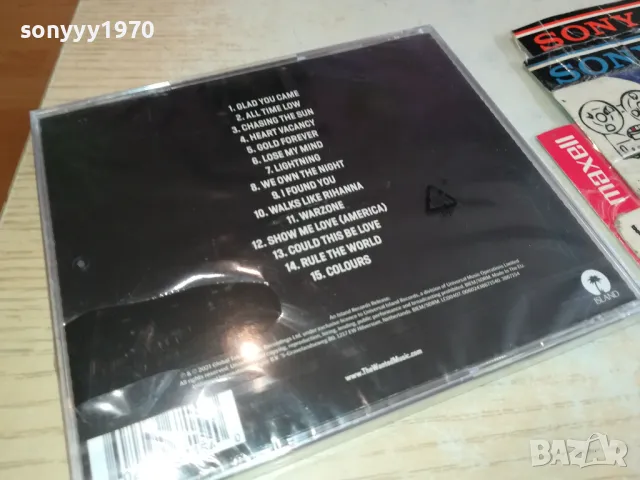 sonyyy1970
SONY
SON
maxell
1. GLAD YOU CAME
2. ALL TIME LOW
3. CHASING THE SUN
4. HEART VACANCY
5. GOLD FOREVER
6. LOSE MY MIND
7. LIGHTNING
8. WE OWN THE NIGHT
8. I FOUND YOU
10. WALKS LIKE RIHANNA
11. WARZONE
12. SHOW ME LOVE (AMERICA)
13. COULD THIS BE LOVE
14. RULE THE WORLD
15. COLOURS
An Island Records Release;
ISLAND
www.TheWantedMusic.com
BAZAR
bg